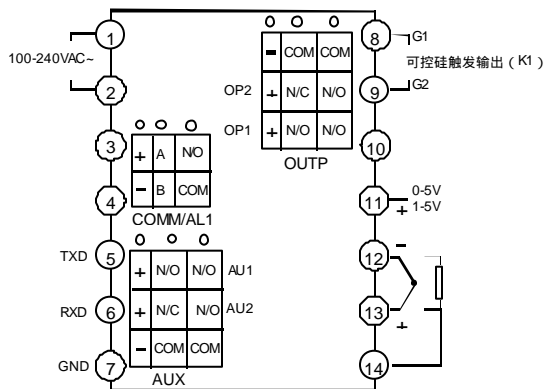 1
100-240VAC~
2
3
4
TXD 5
RXD 6
GND 7
+ A N/O
- B COM
COMM/AL1
+ N/O N/O AU1
+ N/C N/O AU2
- COM COM
AUX
- COM COM
OP2 + N/C N/O
OP1 + N/O N/O
OUTP
8 G1
可控硅触发输出（K1）
9 G2
10
11 0-5V
+ 1-5V
12 -
13
+
14